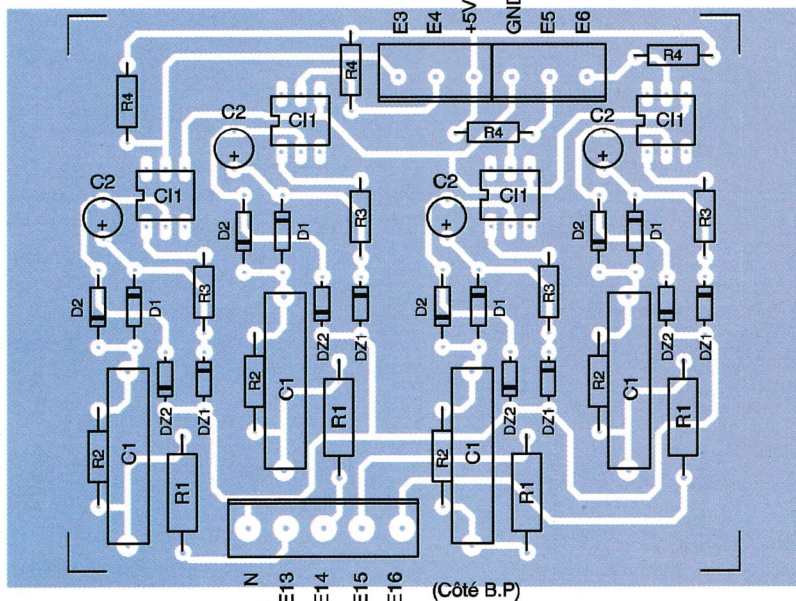 E3
E4
+5V
GND
E5
E6
R4
R4
R4
R4
C2
CI1
C2
CI1
C2
CI1
C2
CI1
R3
R3
R3
R3
D2
D1
D2
D1
D2
D1
D2
D1
DZ2
DZ1
DZ2
DZ1
DZ2
DZ1
DZ2
DZ1
R2
C1
R1
R2
C1
R1
R2
C1
R1
R2
C1
R1
+
+
+
+
N
E13
E14
E15
E16
(Côté B.P)